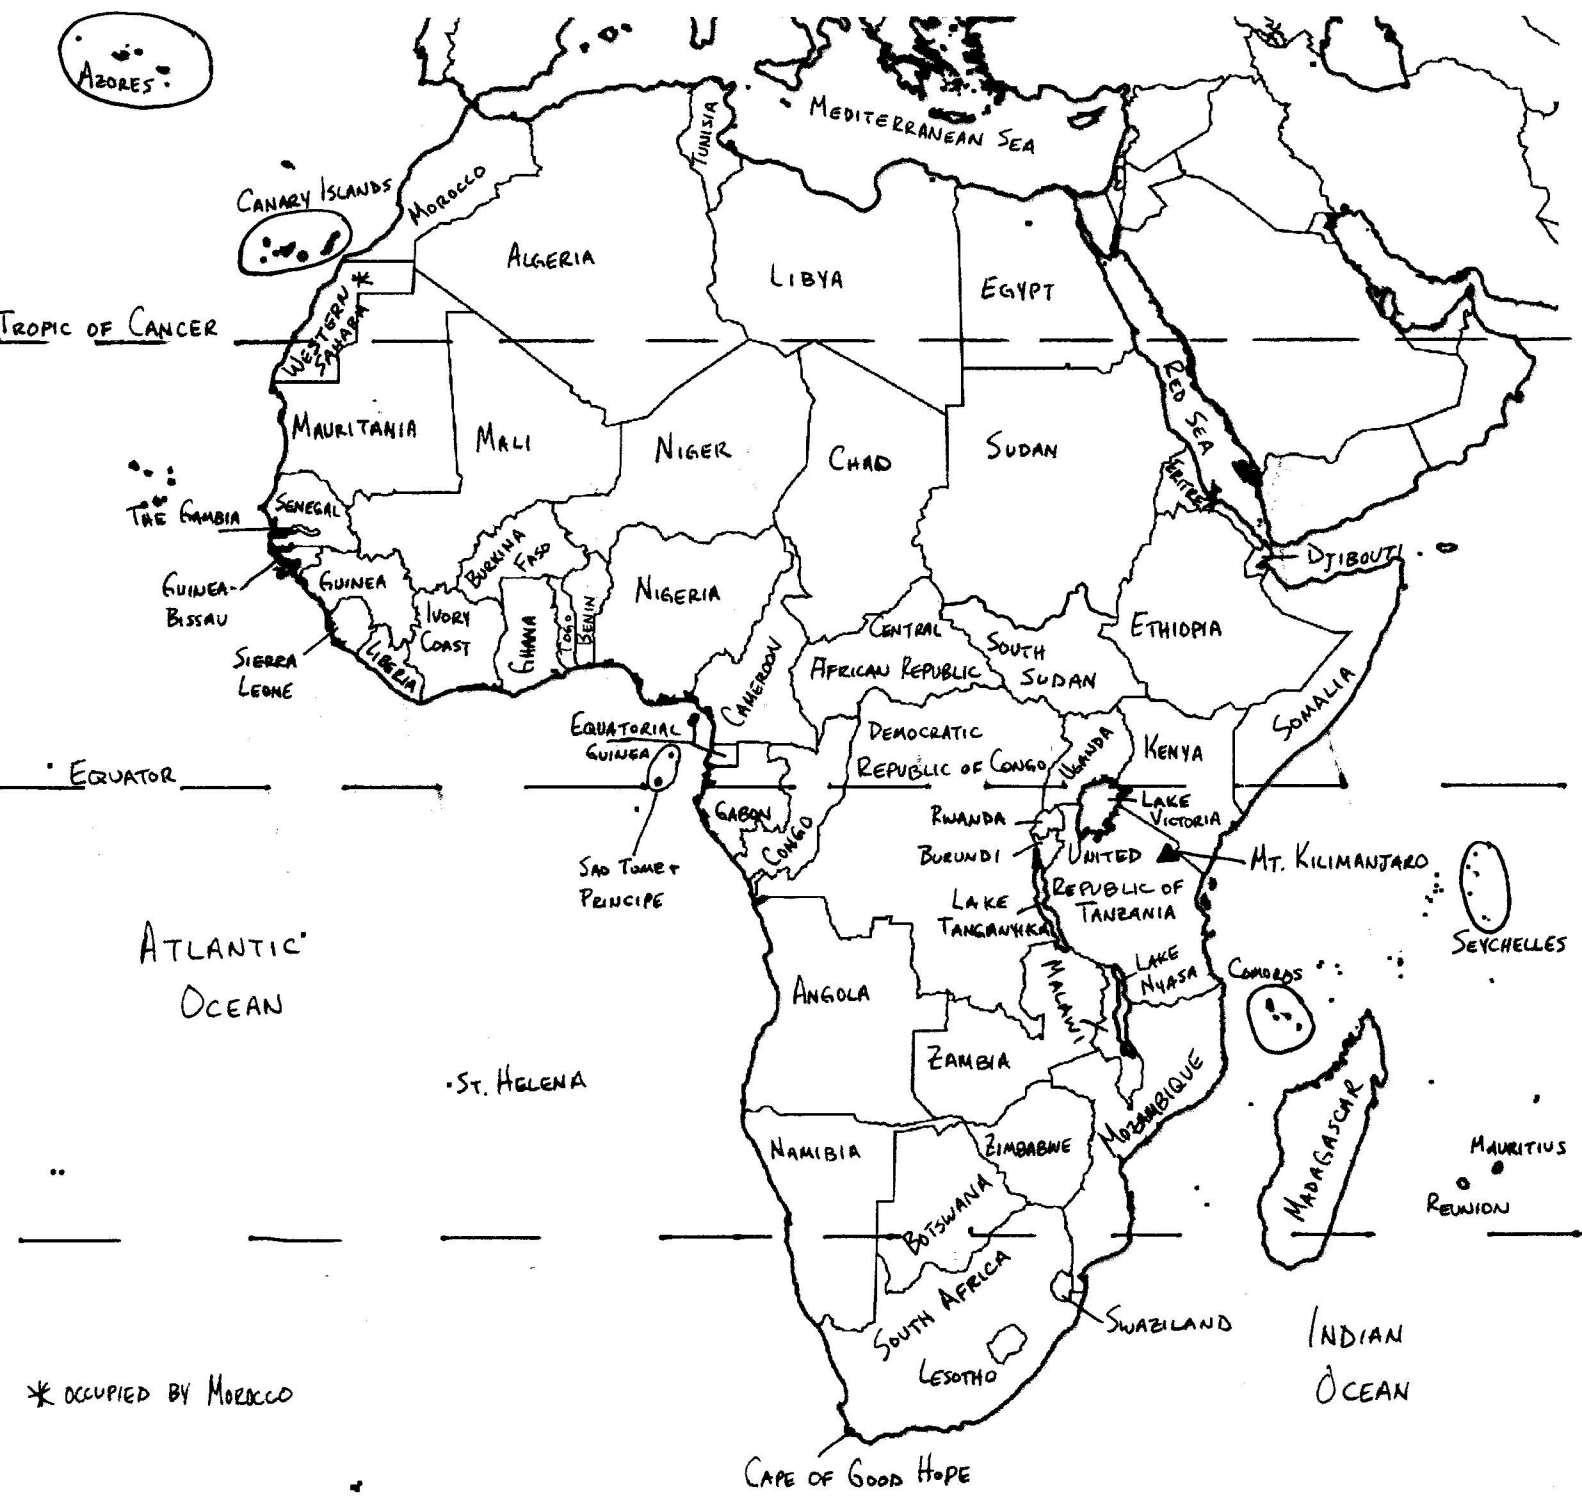 Azores
Mediterranean Sea
Tunisia
Canary Islands
Morocco
Algeria
Libya
Egypt
Western *
Sahara
Tropic of Cancer
Red Sea
Mauritania
Mali
Niger
Chad
Sudan
Eritrea
Senegal
The Gambia
Burkina
Faso
Djibouti
Guinea-
Bissau
Guinea
Nigeria
Ivory
Coast
Ghana
Togo
Benin
Central
African Republic
South
Sudan
Ethiopia
Sierra
Leone
Liberia
Cameroon
Somalia
Equatorial
Guinea
Democratic
Republic of Congo
Uganda
Kenya
Equator
Gabon
Congo
Rwanda
Lake
Victoria
Burundi
United
Republic of
Tanzania
Mt. Kilimanjaro
Sao Tome +
Principe
Lake
Tanganyika
Seychelles
Atlantic
Ocean
Angola
Malawi
Lake
Nyasa
Comoros
Zambia
St. Helena
Mozambique
Madagascar
Namibia
Zimbabwe
Mauritius
Reunion
Botswana
South Africa
Swaziland
Lesotho
Indian
Ocean
* occupied by Morocco
Cape of Good Hope